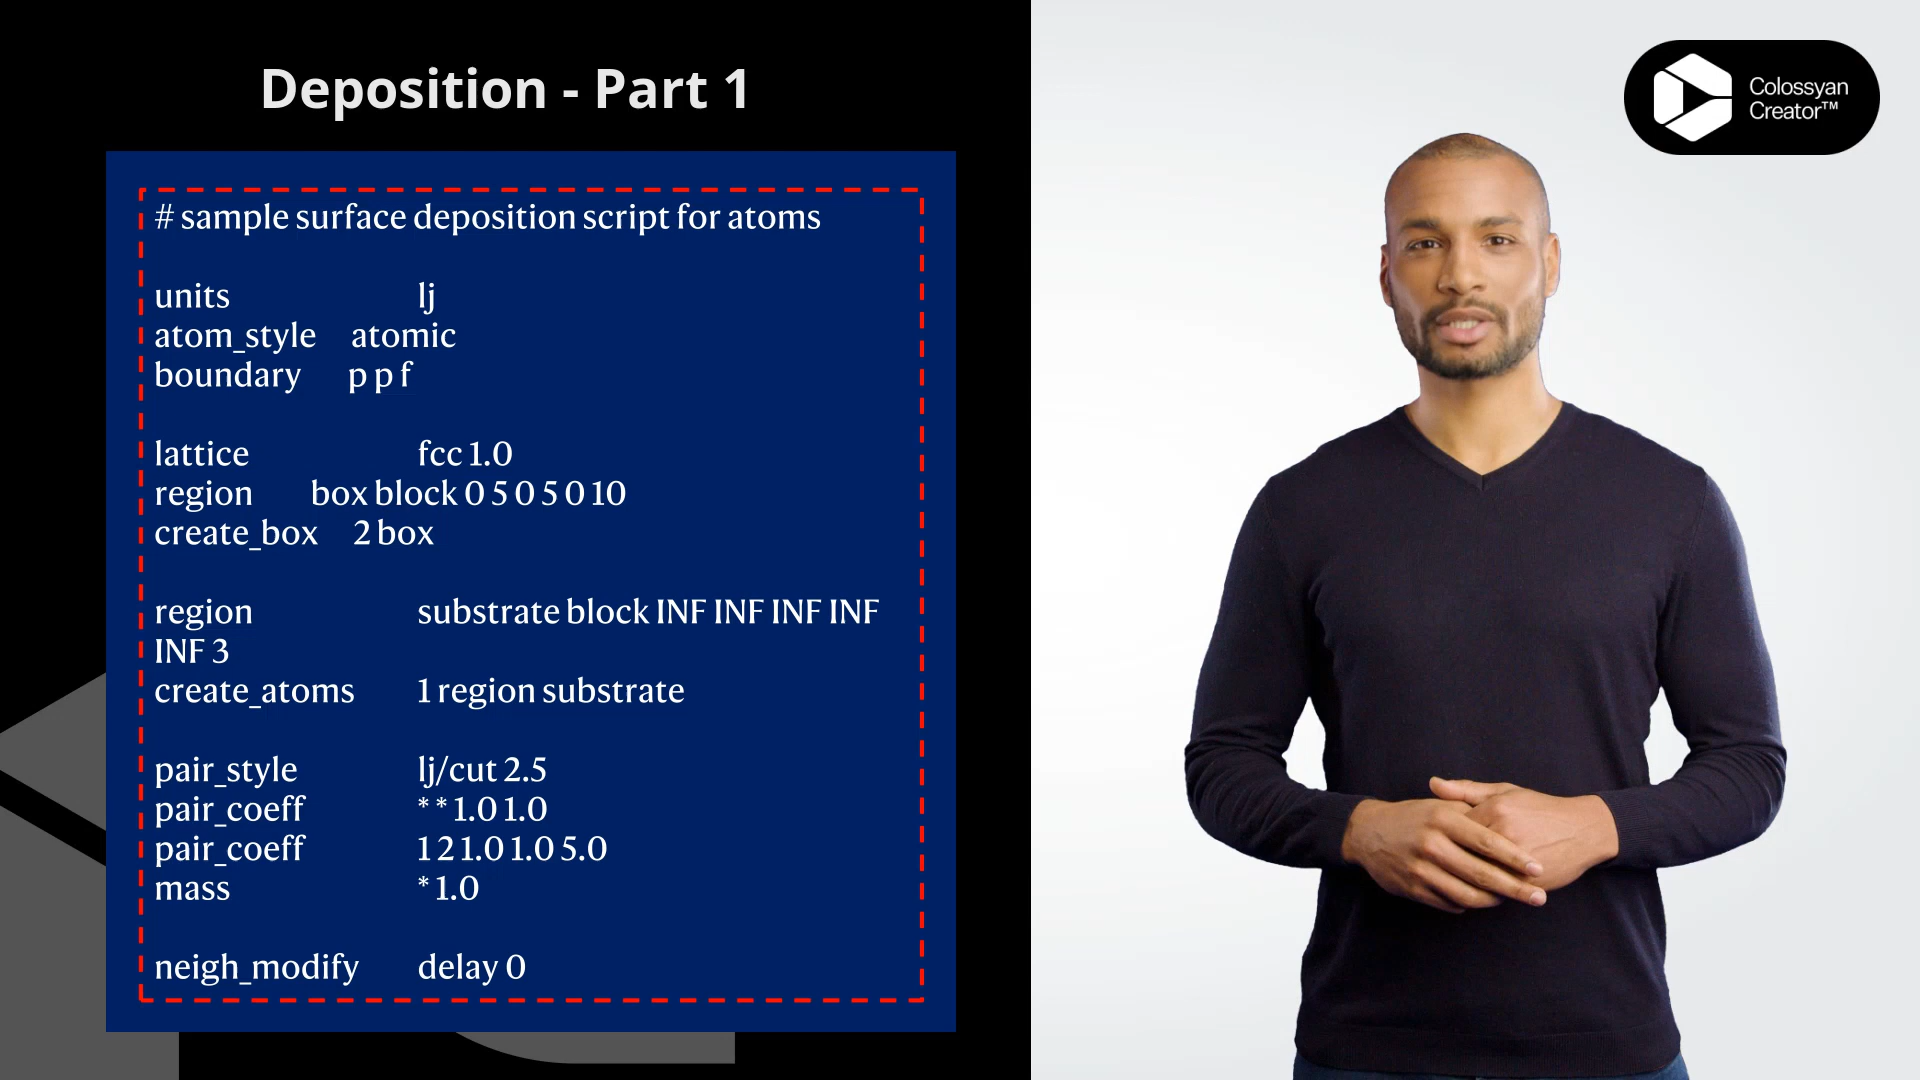 Deposition - Part 1
# sample surface deposition script for atoms
units lj
atom_style atomic
boundary p p f
lattice fcc 1.0
region box block 0 5 0 5 0 10
create_box 2 box
region substrate block INF INF INF INF
INF 3
create_atoms 1 region substrate
pair_style lj/cut 2.5
pair_coeff * * 1.0 1.0
pair_coeff 1 2 1.0 1.0 5.0
mass * 1.0
neigh_modify delay 0
Colossyan
Creator™